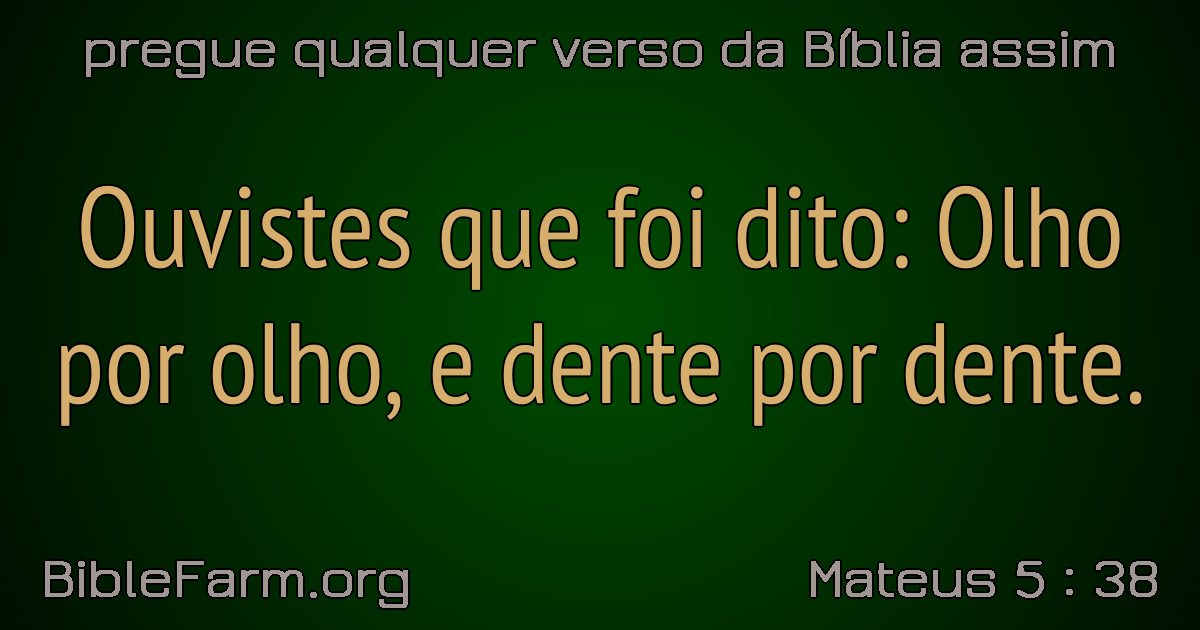 pregue qualquer verso da Bíblia assim
Ouvistes que foi dito: Olho
por olho, e dente por dente.
BibleFarm.org
Mateus 5 : 38